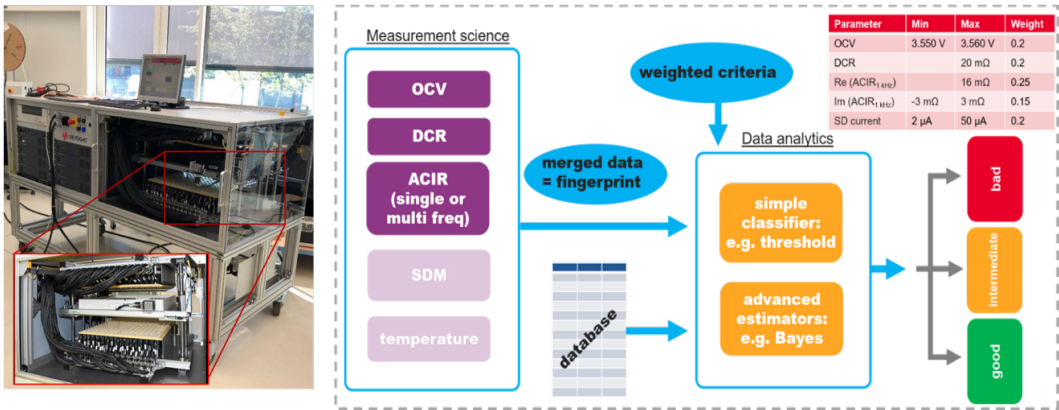 KEYSIGHT
Measurement science
OCV
DCR
ACIR
(single or
multi freq)
SDM
temperature
weighted criteria
merged data
= fingerprint
database
Data analytics
simple
classifier:
e.g. threshold
advanced
estimators:
e.g. Bayes
Parameter Min Max Weight
OCV 3.550 V 3.560 V 0.2
DCR 20 mΩ 0.2
Re (ACIR1 kHz) 16 mΩ 0.25
Im (ACIR1 kHz) -3 mΩ 3 mΩ 0.15
SD current 2 µA 50 µA 0.2
bad
intermediate
good